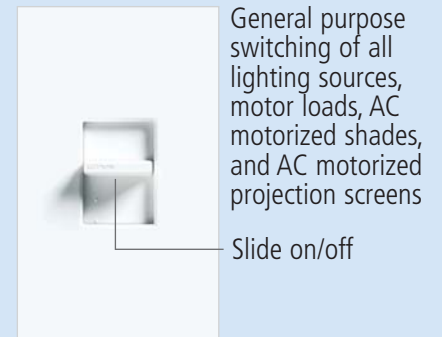 General purpose
switching of all
lighting sources,
motor loads, AC
motorized shades,
and AC motorized
projection screens
Slide on/off